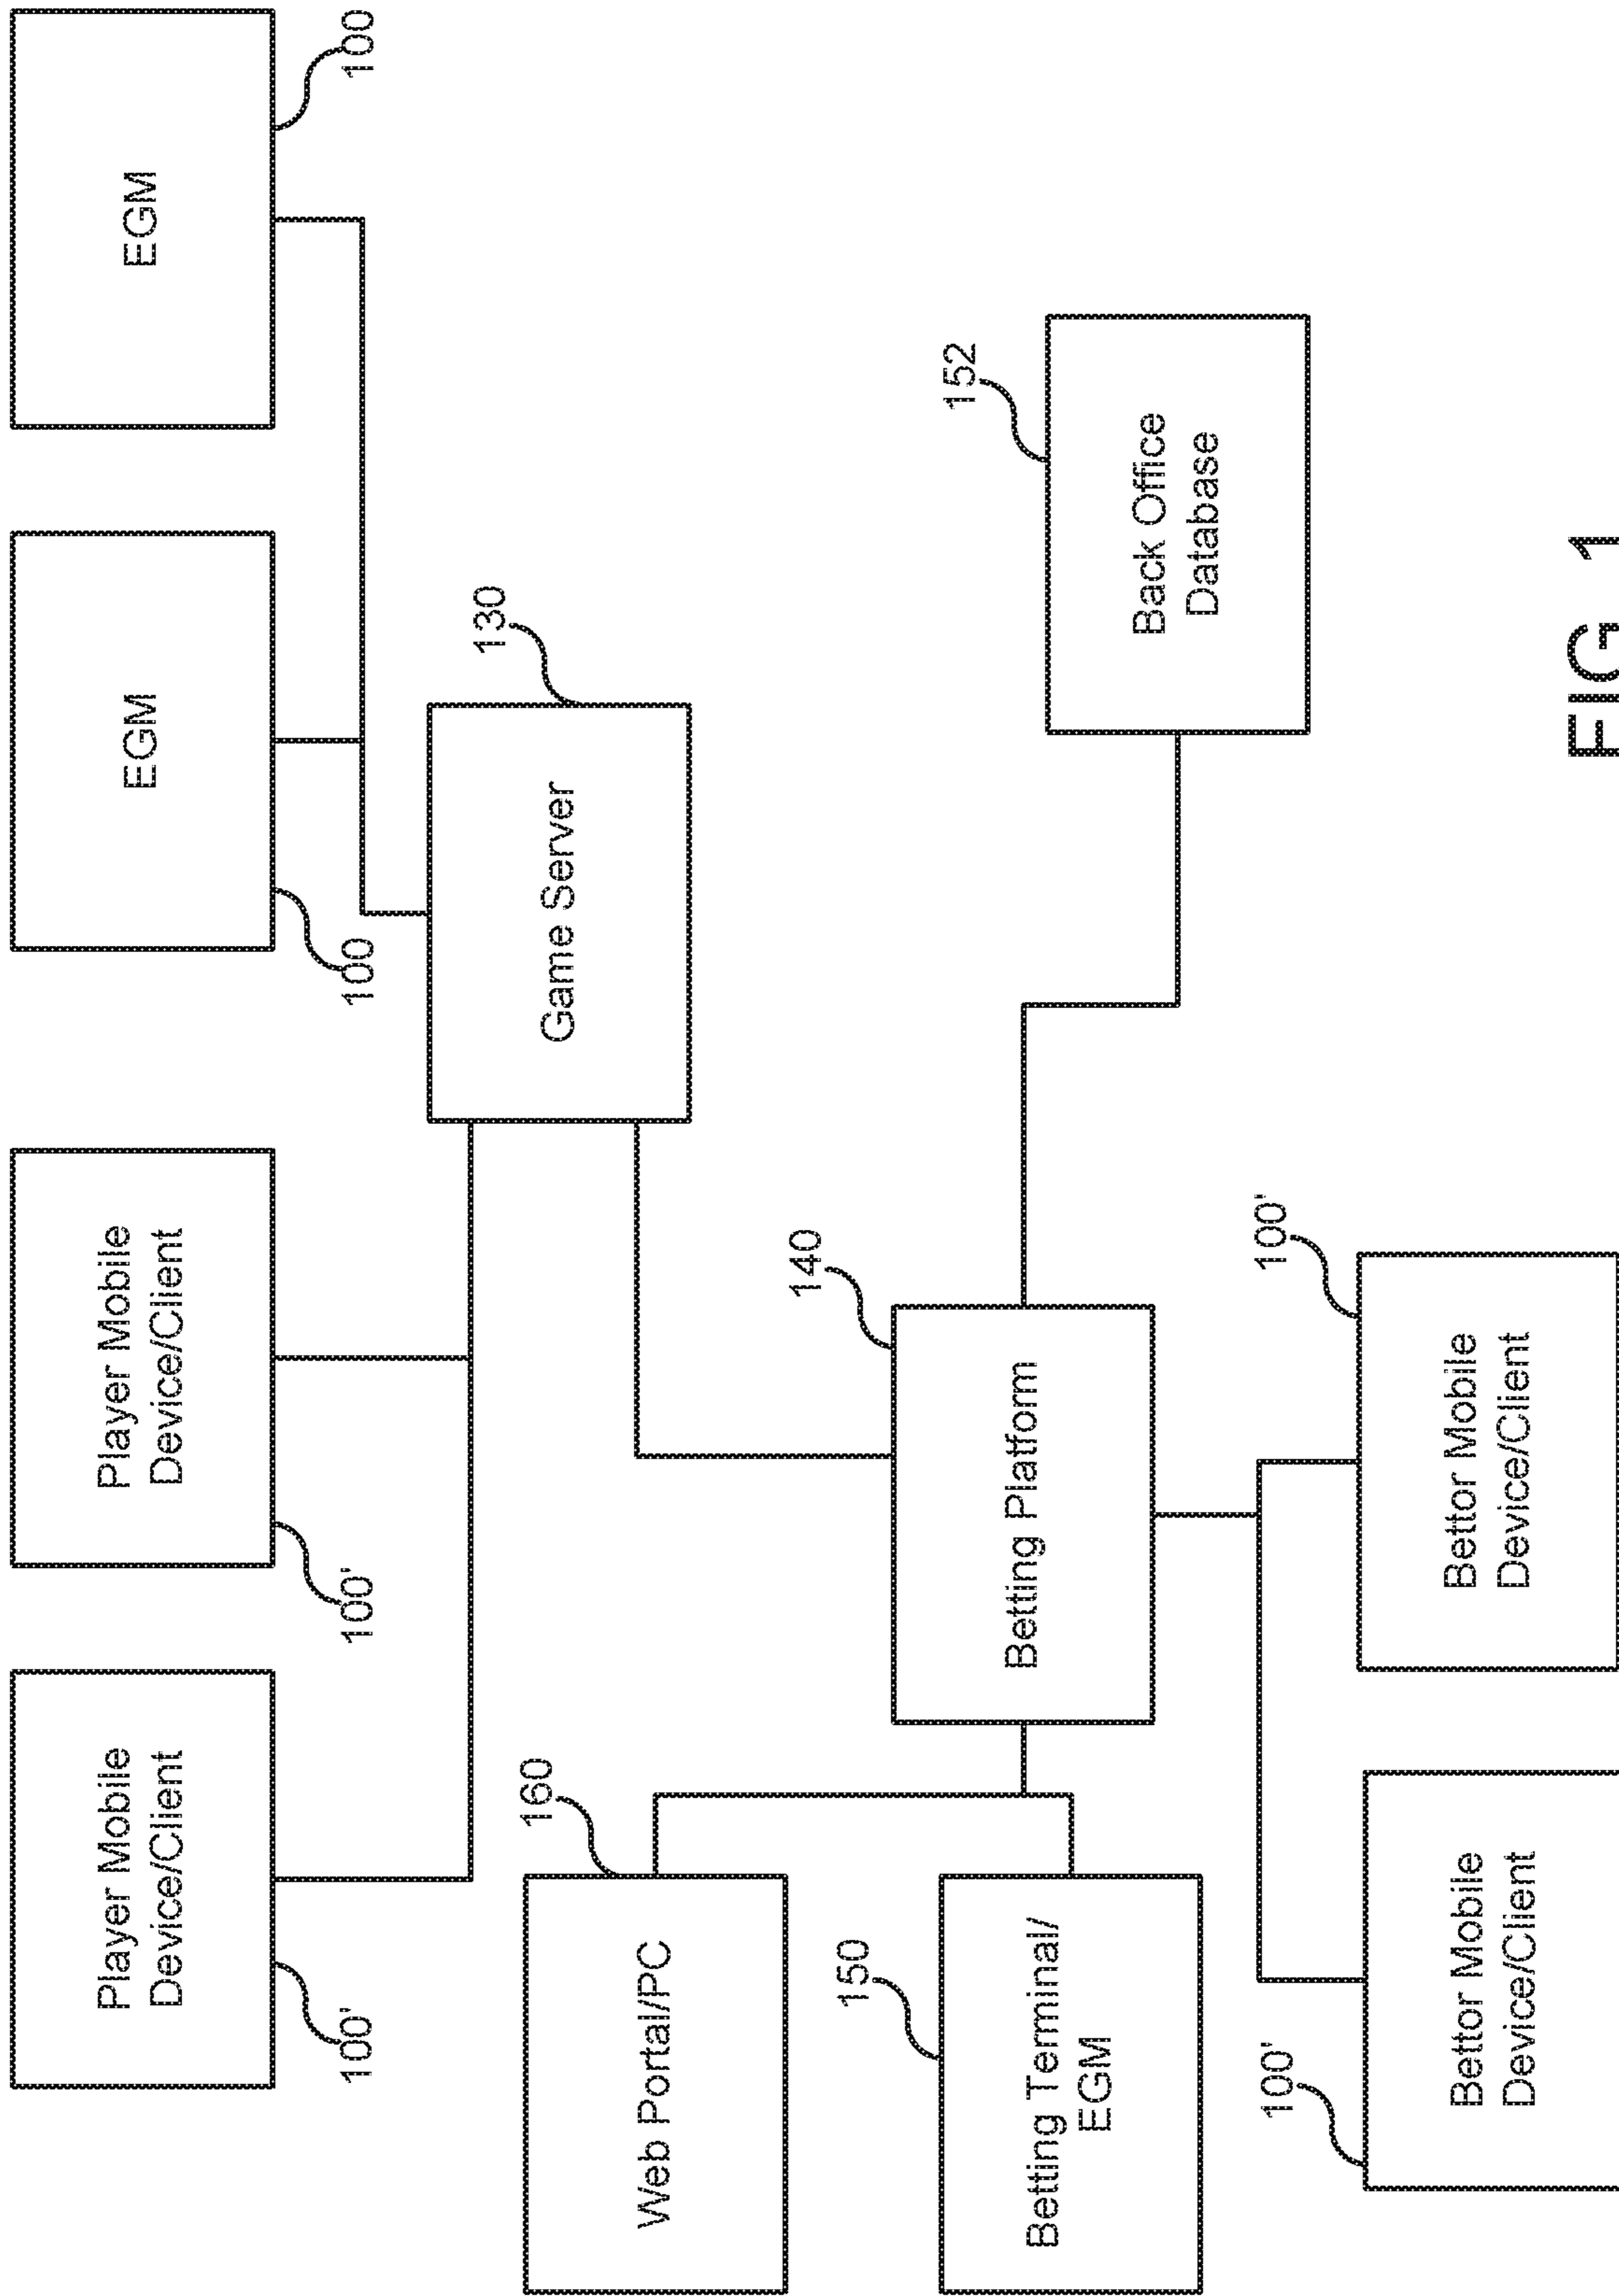 Player Mobile
Device/Client
100'
Player Mobile
Device/Client
100'
EGM
100
EGM
100
130
Game Server
160
Web Portal/PC
140
Betting Platform
150
Betting Terminal/
EGM
152
Back Office
Database
100'
Bettor Mobile
Device/Client
100'
Bettor Mobile
Device/Client
FIG 1